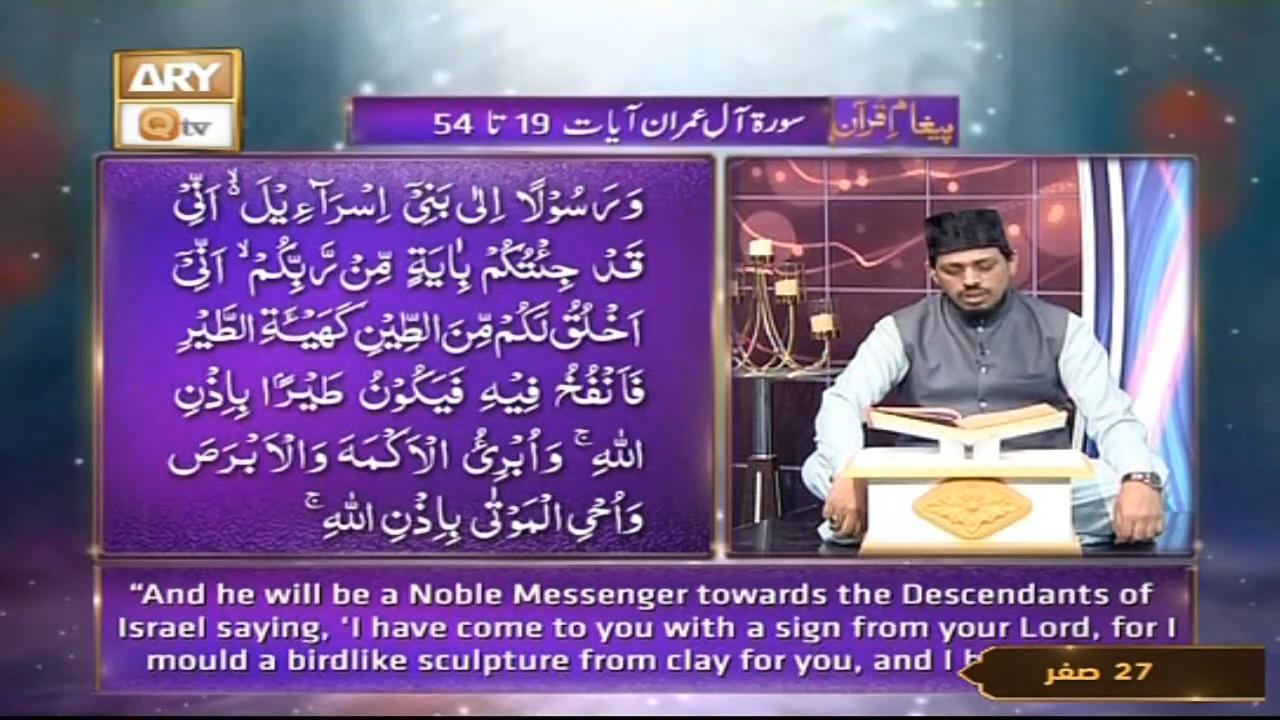 ARY
Qtv
پیغامِ قرآن
سورۃ آل عمران آیات 19 تا 54
وَ رَسُوۡلًا اِلٰی بَنِیۡۤ اِسۡرَآءِیۡلَ ۬ۙ اَنِّیۡ
قَدۡ جِئۡتُکُمۡ بِاٰیَۃٍ مِّنۡ رَّبِّکُمۡ ۙ اَنِّیۡۤ
اَخۡلُقُ لَکُمۡ مِّنَ الطِّیۡنِ کَہَیۡـَٔۃِ الطَّیۡرِ
فَاَنۡفُخُ فِیۡہِ فَیَکُوۡنُ طَیۡرًۢا بِاِذۡنِ
اللّٰہِ ۚ وَ اُبۡرِیُٔ الۡاَکۡمَہَ وَ الۡاَبۡرَصَ
وَ اُحۡیِ الۡمَوۡتٰی بِاِذۡنِ اللّٰہِ ۚ
“And he will be a Noble Messenger towards the Descendants of
Israel saying, ‘I have come to you with a sign from your Lord, for I
mould a birdlike sculpture from clay for you, and I
27 صفر